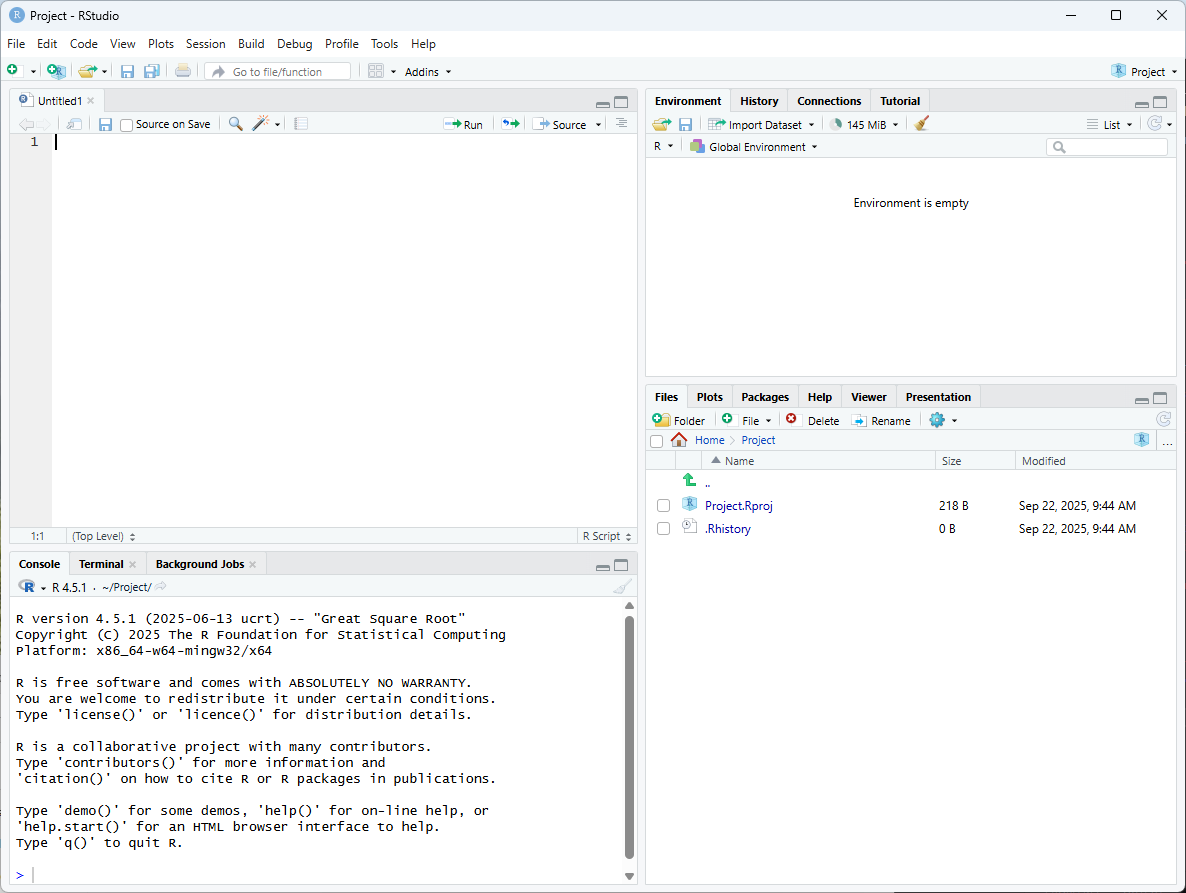 Project - RStudio
File Edit Code View Plots Session Build Debug Profile Tools Help
Go to file/function Addins Project
Untitled1
Source on Save Run Source
1
1:1 (Top Level) R Script
Console Terminal Background Jobs
R 4.5.1 · ~/Project/
R version 4.5.1 (2025-06-13 ucrt) -- "Great Square Root"
Copyright (C) 2025 The R Foundation for Statistical Computing
Platform: x86_64-w64-mingw32/x64
R is free software and comes with ABSOLUTELY NO WARRANTY.
You are welcome to redistribute it under certain conditions.
Type 'license()' or 'licence()' for distribution details.
R is a collaborative project with many contributors.
Type 'contributors()' for more information and
'citation()' on how to cite R or R packages in publications.
Type 'demo()' for some demos, 'help()' for on-line help, or
'help.start()' for an HTML browser interface to help.
Type 'q()' to quit R.
>
Environment History Connections Tutorial
Import Dataset 145 MiB List
R Global Environment
Environment is empty
Files Plots Packages Help Viewer Presentation
Folder File Delete Rename
Home Project ...
Name Size Modified
..
Project.Rproj 218 B Sep 22, 2025, 9:44 AM
.Rhistory 0 B Sep 22, 2025, 9:44 AM